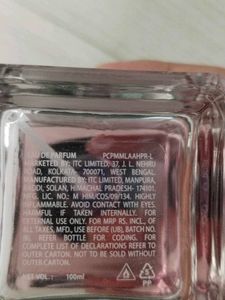 EAU DE PARFUM PCPMMLAAHPR-L
MARKETED BY: ITC LIMITED, 37, J. L. NEHRU
ROAD, KOLKATA- 700071, WEST BENGAL.
MANUFACTURED BY: ITC LIMITED, MANPURA,
BADDI, SOLAN, HIMACHAL PRADESH- 174101.
MFG. LIC. NO.: M HIM/COS/09/134. HIGHLY
INFLAMMABLE. AVOID CONTACT WITH EYES.
HARMFUL IF TAKEN INTERNALLY. FOR
EXTERNAL USE ONLY. FOR MRP RS. INCL. OF
ALL TAXES, MFD., USE BEFORE (UB), BATCH NO.
(B), REFER BOTTLE FOR CODING. FOR
COMPLETE LIST OF DECLARATIONS REFER TO
OUTER CARTON. NOT TO BE SOLD WITHOUT
OUTER CARTON.
NET VOL.: 100ml
PP